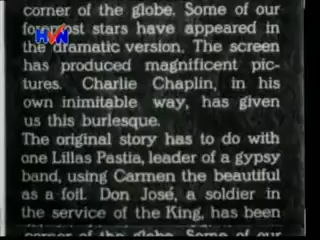 corner of the globe. Some of our
foremost stars have appeared in
the dramatic version. The screen
has produced magnificent pic-
tures. Charlie Chaplin, in his
own inimitable way, has given
us this burlesque.
The original story has to do with
one Lillas Pastia, leader of a gypsy
band, using Carmen the beautiful
as a foil. Don José, a soldier in
the service of the King, has been
corner of the globe. Some of our